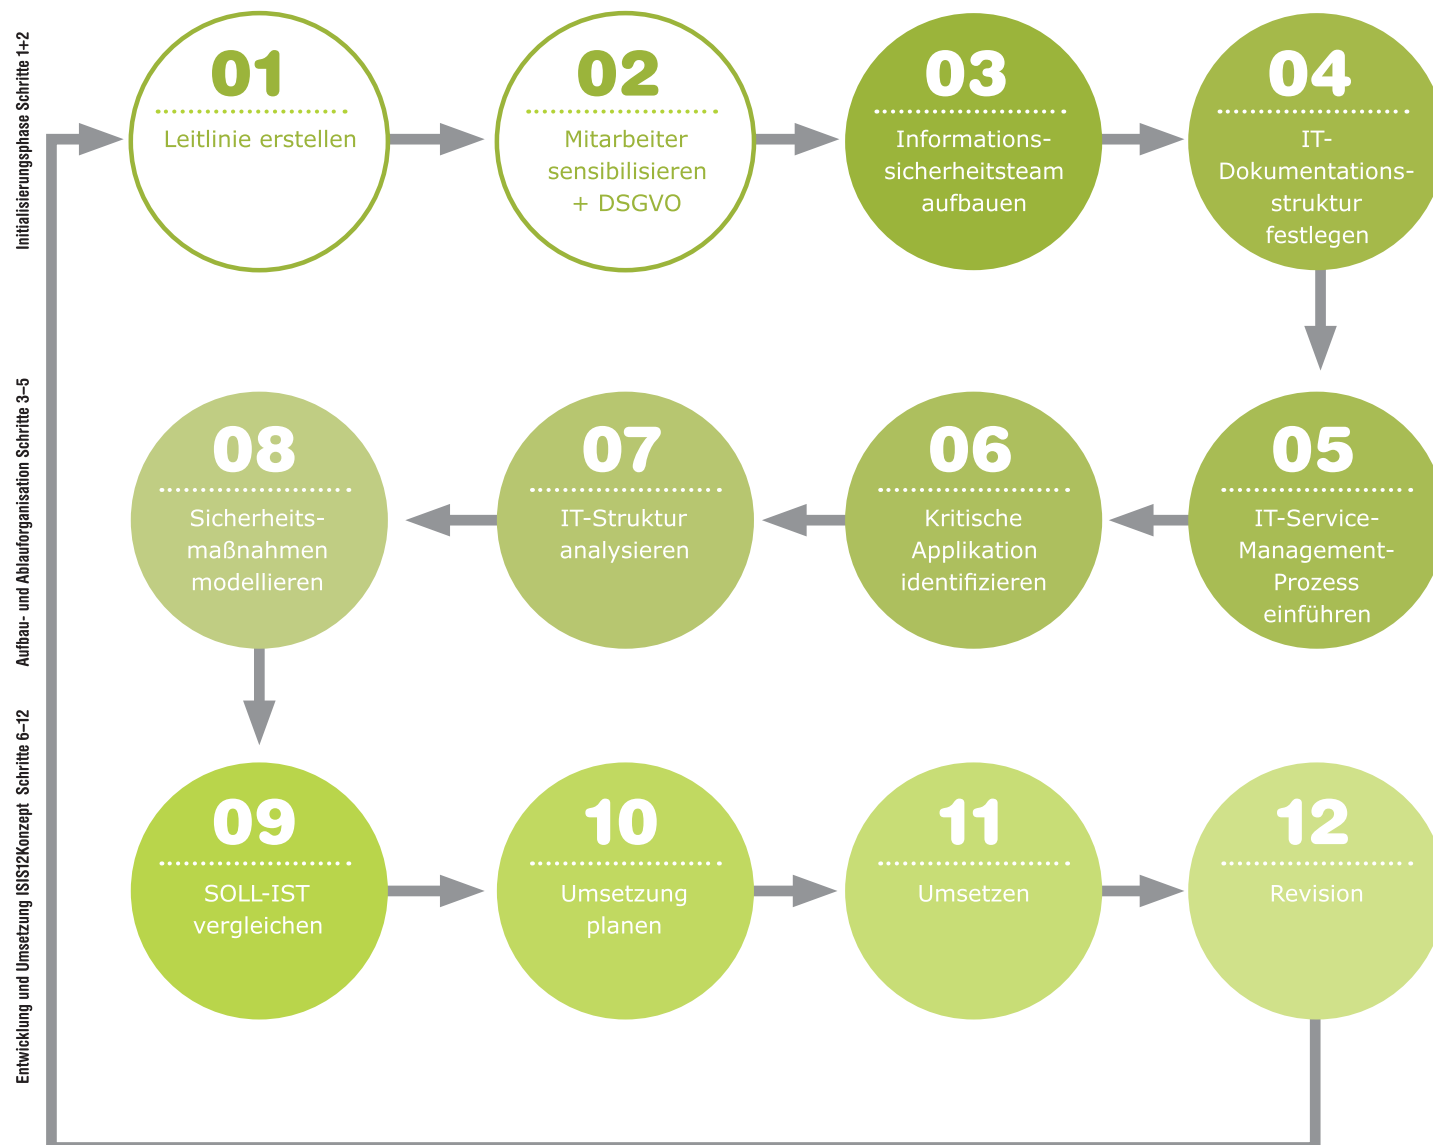 Initialisierungsphase Schritte 1+2
01
Leitlinie erstellen
02
Mitarbeiter
sensibilisieren
+ DSGVO
03
Informations-
sicherheitsteam
aufbauen
04
IT-
Dokumentations-
struktur
festlegen
Aufbau- und Ablauforganisation Schritte 3–5
05
IT-Service-
Management-
Prozess
einführen
06
Kritische
Applikation
identifizieren
07
IT-Struktur
analysieren
08
Sicherheits-
maßnahmen
modellieren
Entwicklung und Umsetzung ISIS12Konzept Schritte 6–12
09
SOLL-IST
vergleichen
10
Umsetzung
planen
11
Umsetzen
12
Revision